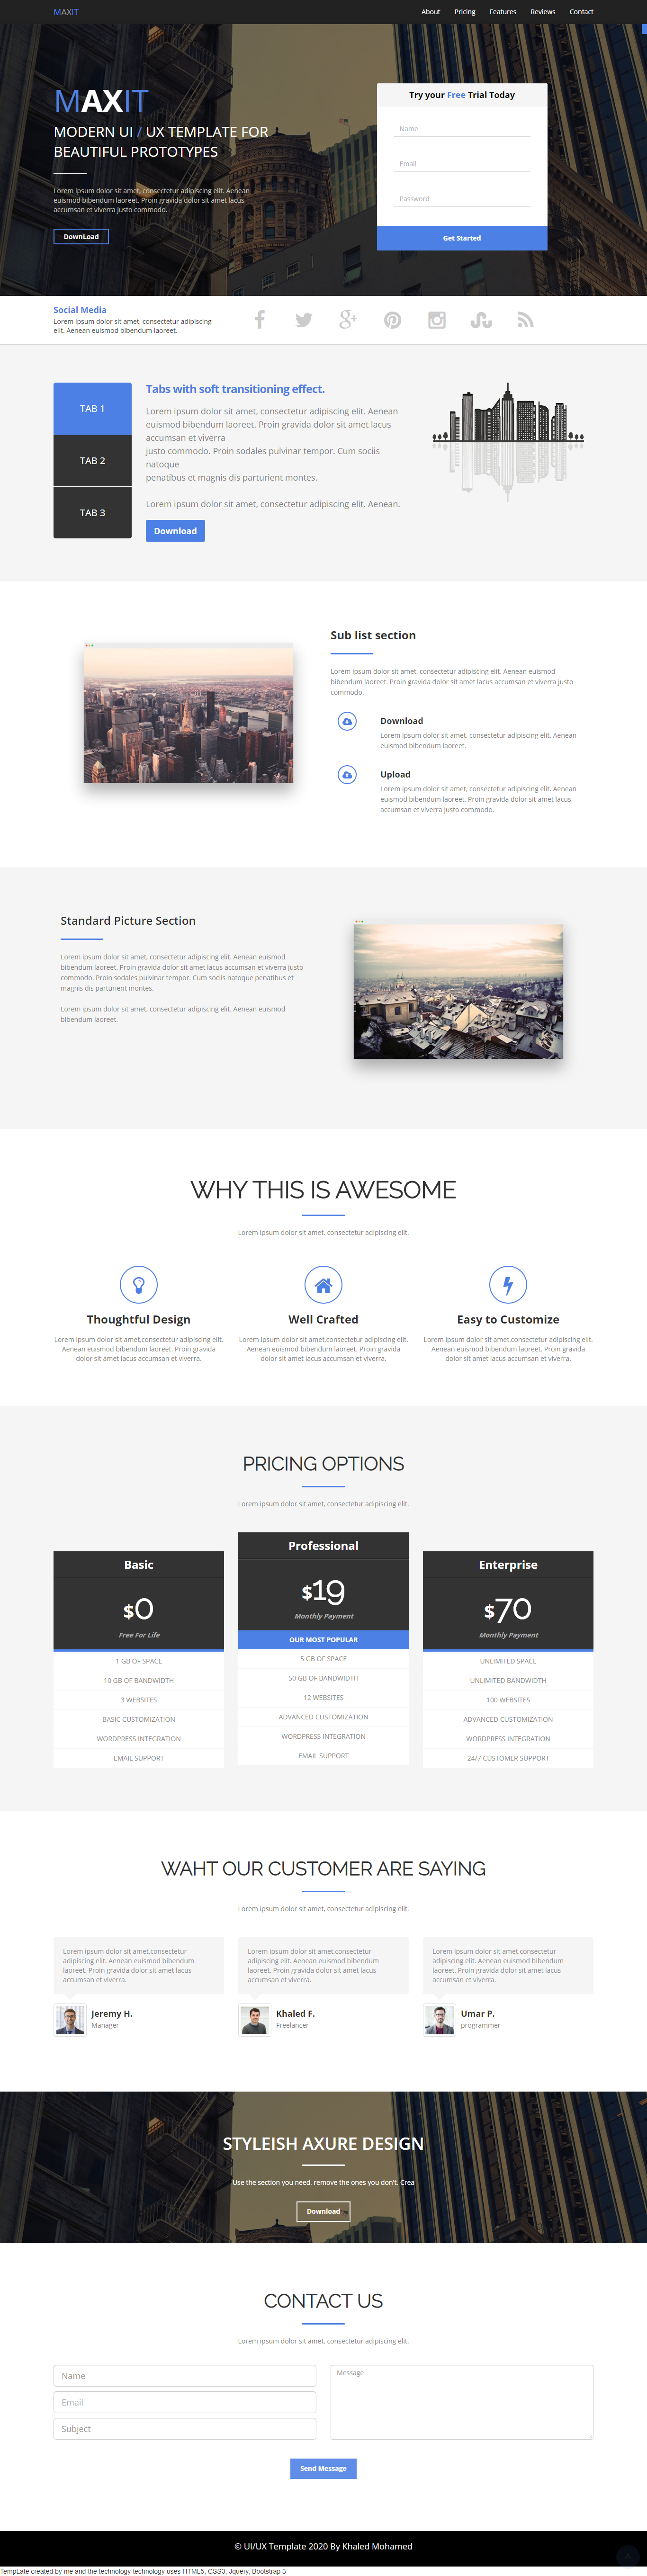 MAXIT
About Pricing Features Reviews Contact
MAXIT
MODERN UI / UX TEMPLATE FOR
BEAUTIFUL PROTOTYPES
Lorem ipsum dolor sit amet, consectetur adipiscing elit. Aenean
euismod bibendum laoreet. Proin gravida dolor sit amet lacus
accumsan et viverra justo commodo.
DownLoad
Try your Free Trial Today
Name
Email
Password
Get Started
Social Media
Lorem ipsum dolor sit amet, consectetur adipiscing
elit. Aenean euismod bibendum laoreet.
TAB 1
TAB 2
TAB 3
Tabs with soft transitioning effect.
Lorem ipsum dolor sit amet, consectetur adipiscing elit. Aenean
euismod bibendum laoreet. Proin gravida dolor sit amet lacus
accumsan et viverra
justo commodo. Proin sodales pulvinar tempor. Cum sociis
natoque
penatibus et magnis dis parturient montes.
Lorem ipsum dolor sit amet, consectetur adipiscing elit. Aenean.
Download
Sub list section
Lorem ipsum dolor sit amet, consectetur adipiscing elit. Aenean euismod
bibendum laoreet. Proin gravida dolor sit amet lacus accumsan et viverra justo
commodo.
Download
Lorem ipsum dolor sit amet, consectetur adipiscing elit. Aenean
euismod bibendum laoreet.
Upload
Lorem ipsum dolor sit amet, consectetur adipiscing elit. Aenean
euismod bibendum laoreet. Proin gravida dolor sit amet lacus
accumsan et viverra justo commodo.
Standard Picture Section
Lorem ipsum dolor sit amet, consectetur adipiscing elit. Aenean euismod
bibendum laoreet. Proin gravida dolor sit amet lacus accumsan et viverra justo
commodo. Proin sodales pulvinar tempor. Cum sociis natoque penatibus et
magnis dis parturient montes.
Lorem ipsum dolor sit amet, consectetur adipiscing elit. Aenean euismod
bibendum laoreet.
WHY THIS IS AWESOME
Lorem ipsum dolor sit amet, consectetur adipiscing elit.
Thoughtful Design
Lorem ipsum dolor sit amet,consectetur adipiscing elit.
Aenean euismod bibendum laoreet. Proin gravida
dolor sit amet lacus accumsan et viverra.
Well Crafted
Lorem ipsum dolor sit amet,consectetur adipiscing elit.
Aenean euismod bibendum laoreet. Proin gravida
dolor sit amet lacus accumsan et viverra.
Easy to Customize
Lorem ipsum dolor sit amet,consectetur adipiscing elit.
Aenean euismod bibendum laoreet. Proin gravida
dolor sit amet lacus accumsan et viverra.
PRICING OPTIONS
Lorem ipsum dolor sit amet, consectetur adipiscing elit.
Basic
$0
Free For Life
1 GB OF SPACE
10 GB OF BANDWIDTH
3 WEBSITES
BASIC CUSTOMIZATION
WORDPRESS INTEGRATION
EMAIL SUPPORT
Professional
$19
Monthly Payment
OUR MOST POPULAR
5 GB OF SPACE
50 GB OF BANDWIDTH
12 WEBSITES
ADVANCED CUSTOMIZATION
WORDPRESS INTEGRATION
EMAIL SUPPORT
Enterprise
$70
Monthly Payment
UNLIMITED SPACE
UNLIMITED BANDWIDTH
100 WEBSITES
ADVANCED CUSTOMIZATION
WORDPRESS INTEGRATION
24/7 CUSTOMER SUPPORT
WAHT OUR CUSTOMER ARE SAYING
Lorem ipsum dolor sit amet, consectetur adipiscing elit.
Lorem ipsum dolor sit amet,consectetur
adipiscing elit. Aenean euismod bibendum
laoreet. Proin gravida dolor sit amet lacus
accumsan et viverra.
Jeremy H.
Manager
Lorem ipsum dolor sit amet,consectetur
adipiscing elit. Aenean euismod bibendum
laoreet. Proin gravida dolor sit amet lacus
accumsan et viverra.
Khaled F.
Freelancer
Lorem ipsum dolor sit amet,consectetur
adipiscing elit. Aenean euismod bibendum
laoreet. Proin gravida dolor sit amet lacus
accumsan et viverra.
Umar P.
programmer
STYLEISH AXURE DESIGN
Use the section you need, remove the ones you don't. Crea
Download
CONTACT US
Lorem ipsum dolor sit amet, consectetur adipiscing elit.
Name
Email
Subject
Message
Send Message
© UI/UX Template 2020 By Khaled Mohamed
TempLate created by me and the technology technology uses HTML5, CSS3, Jquery, Bootstrap 3